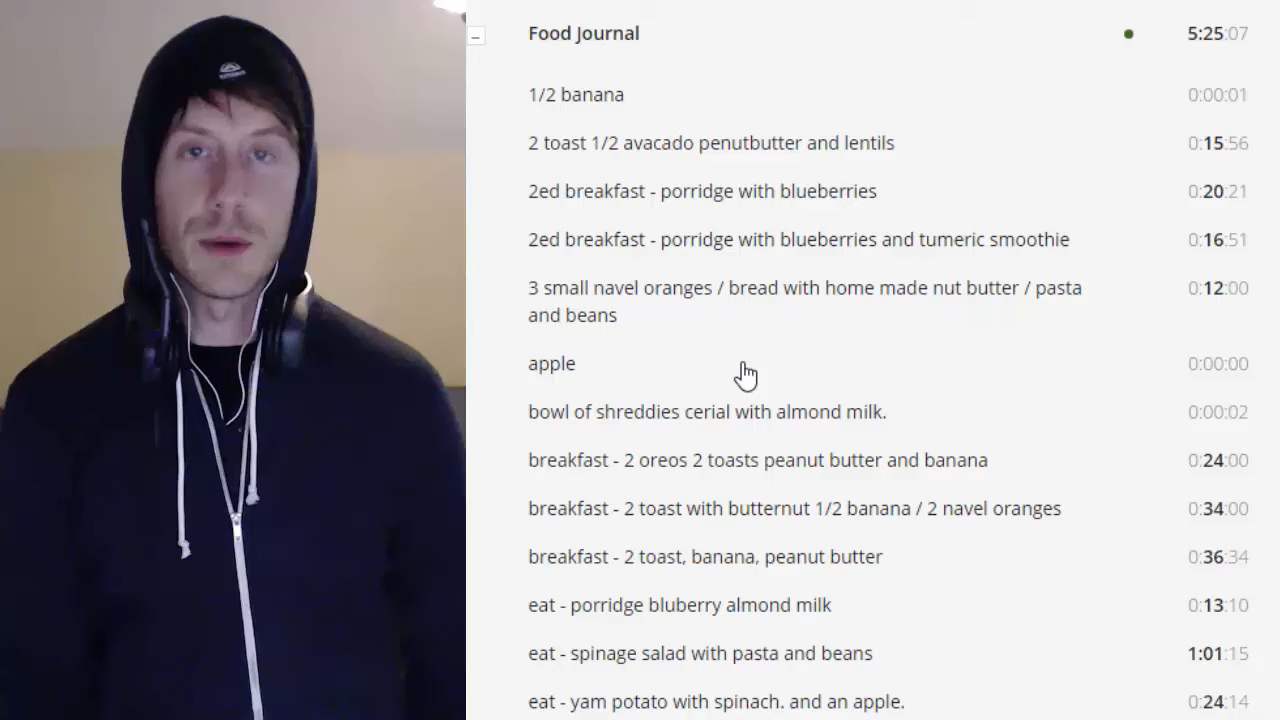 Food Journal
5:25:07
1/2 banana
0:00:01
2 toast 1/2 avacado penutbutter and lentils
0:15:56
2ed breakfast - porridge with blueberries
0:20:21
2ed breakfast - porridge with blueberries and tumeric smoothie
0:16:51
3 small navel oranges / bread with home made nut butter / pasta
and beans
0:12:00
apple
0:00:00
bowl of shreddies cerial with almond milk.
0:00:02
breakfast - 2 oreos 2 toasts peanut butter and banana
0:24:00
breakfast - 2 toast with butternut 1/2 banana / 2 navel oranges
0:34:00
breakfast - 2 toast, banana, peanut butter
0:36:34
eat - porridge bluberry almond milk
0:13:10
eat - spinage salad with pasta and beans
1:01:15
eat - yam potato with spinach. and an apple.
0:24:14